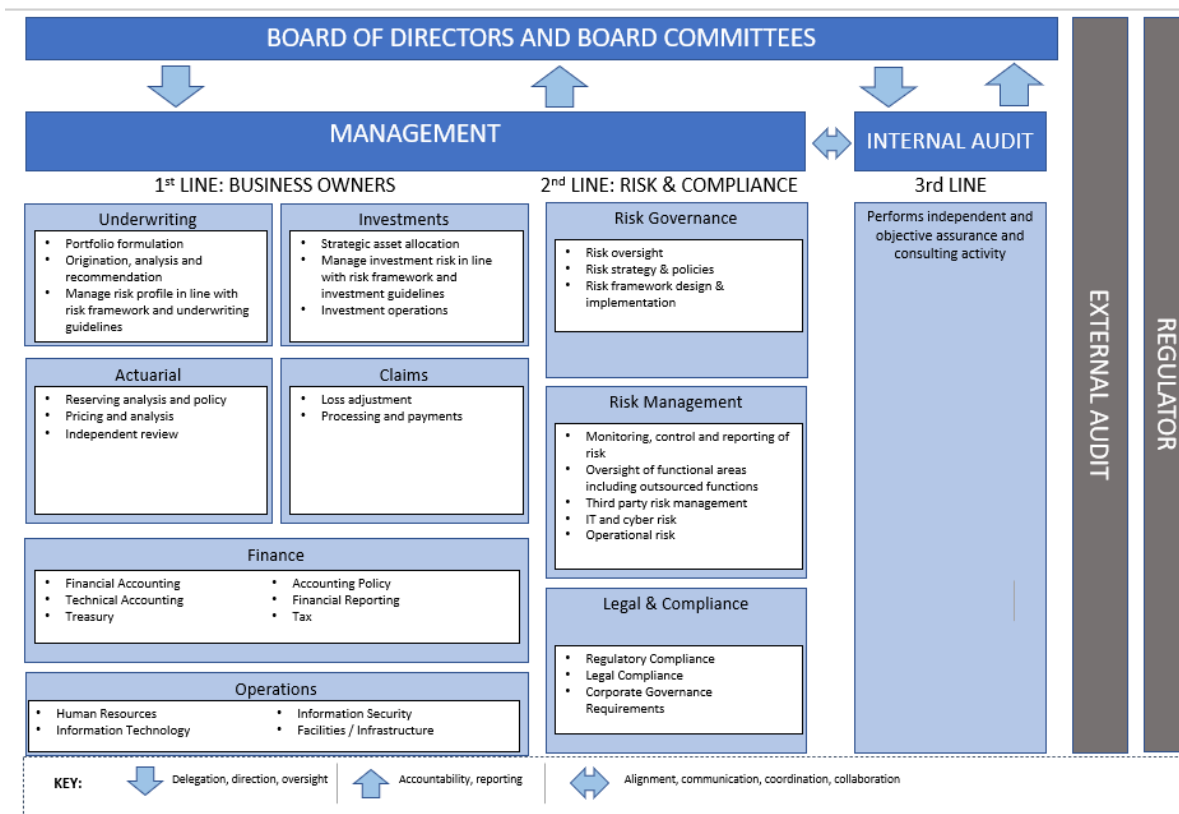 BOARD OF DIRECTORS AND BOARD COMMITTEES
MANAGEMENT
INTERNAL AUDIT
1st LINE: BUSINESS OWNERS
2nd LINE: RISK & COMPLIANCE
3rd LINE
Underwriting
• Portfolio formulation
• Origination, analysis and
recommendation
• Manage risk profile in line with
risk framework and underwriting
guidelines
Investments
• Strategic asset allocation
• Manage investment risk in line
with risk framework and
investment guidelines
• Investment operations
Actuarial
• Reserving analysis and policy
• Pricing and analysis
• Independent review
Claims
• Loss adjustment
• Processing and payments
Finance
• Financial Accounting
• Technical Accounting
• Treasury
• Accounting Policy
• Financial Reporting
• Tax
Operations
• Human Resources
• Information Technology
• Information Security
• Facilities / Infrastructure
Risk Governance
• Risk oversight
• Risk strategy & policies
• Risk framework design &
implementation
Risk Management
• Monitoring, control and reporting of
risk
• Oversight of functional areas
including outsourced functions
• Third party risk management
• IT and cyber risk
• Operational risk
Legal & Compliance
• Regulatory Compliance
• Legal Compliance
• Corporate Governance
Requirements
Performs independent and
objective assurance and
consulting activity
EXTERNAL AUDIT
REGULATOR
KEY:
Delegation, direction, oversight
Accountability, reporting
Alignment, communication, coordination, collaboration